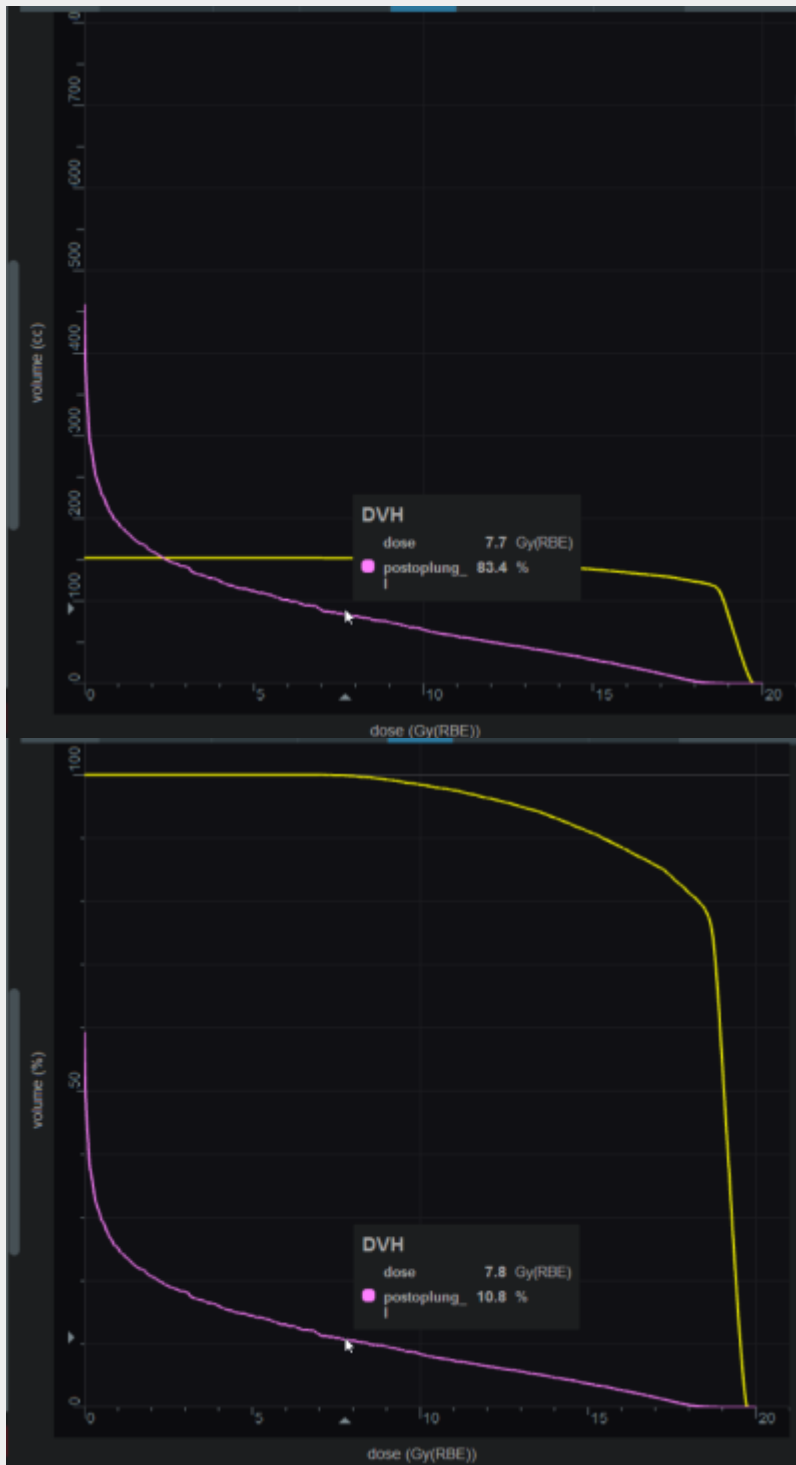 volume (cc)
700
600
500
400
300
200
100
0
DVH
dose 7.7 Gy(RBE)
postoplung_ 83.4 %
l
0 5 10 15 20
dose (Gy(RBE))
volume (%)
100
50
0
DVH
dose 7.8 Gy(RBE)
postoplung_ 10.8 %
l
0 5 10 15 20
dose (Gy(RBE))